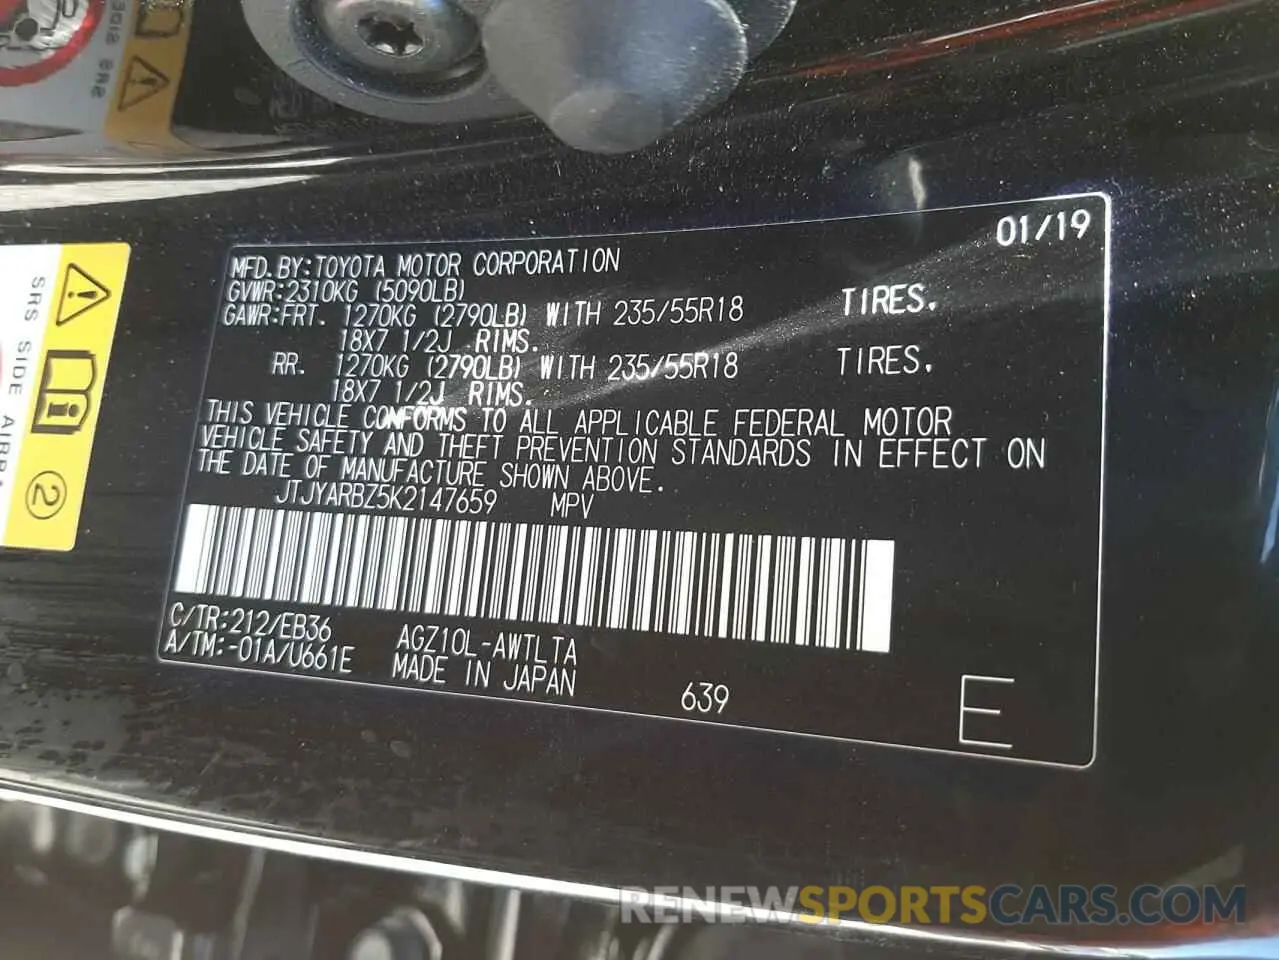 01/19
MFD.BY:TOYOTA MOTOR CORPORATION
GVWR:2310KG (5090LB)
GAWR:FRT. 1270KG (2790LB) WITH 235/55R18 TIRES.
18X7 1/2J RIMS.
RR. 1270KG (2790LB) WITH 235/55R18 TIRES.
18X7 1/2J RIMS.
THIS VEHICLE CONFORMS TO ALL APPLICABLE FEDERAL MOTOR
VEHICLE SAFETY AND THEFT PREVENTION STANDARDS IN EFFECT ON
THE DATE OF MANUFACTURE SHOWN ABOVE.
JTJYARBZ5K2147659 MPV
C/TR:212/EB36 AGZ10L-AWTLTA
A/TM:-01A/U661E MADE IN JAPAN
639
E
SRS SIDE
2
RENEWSPORTSCARS.COM